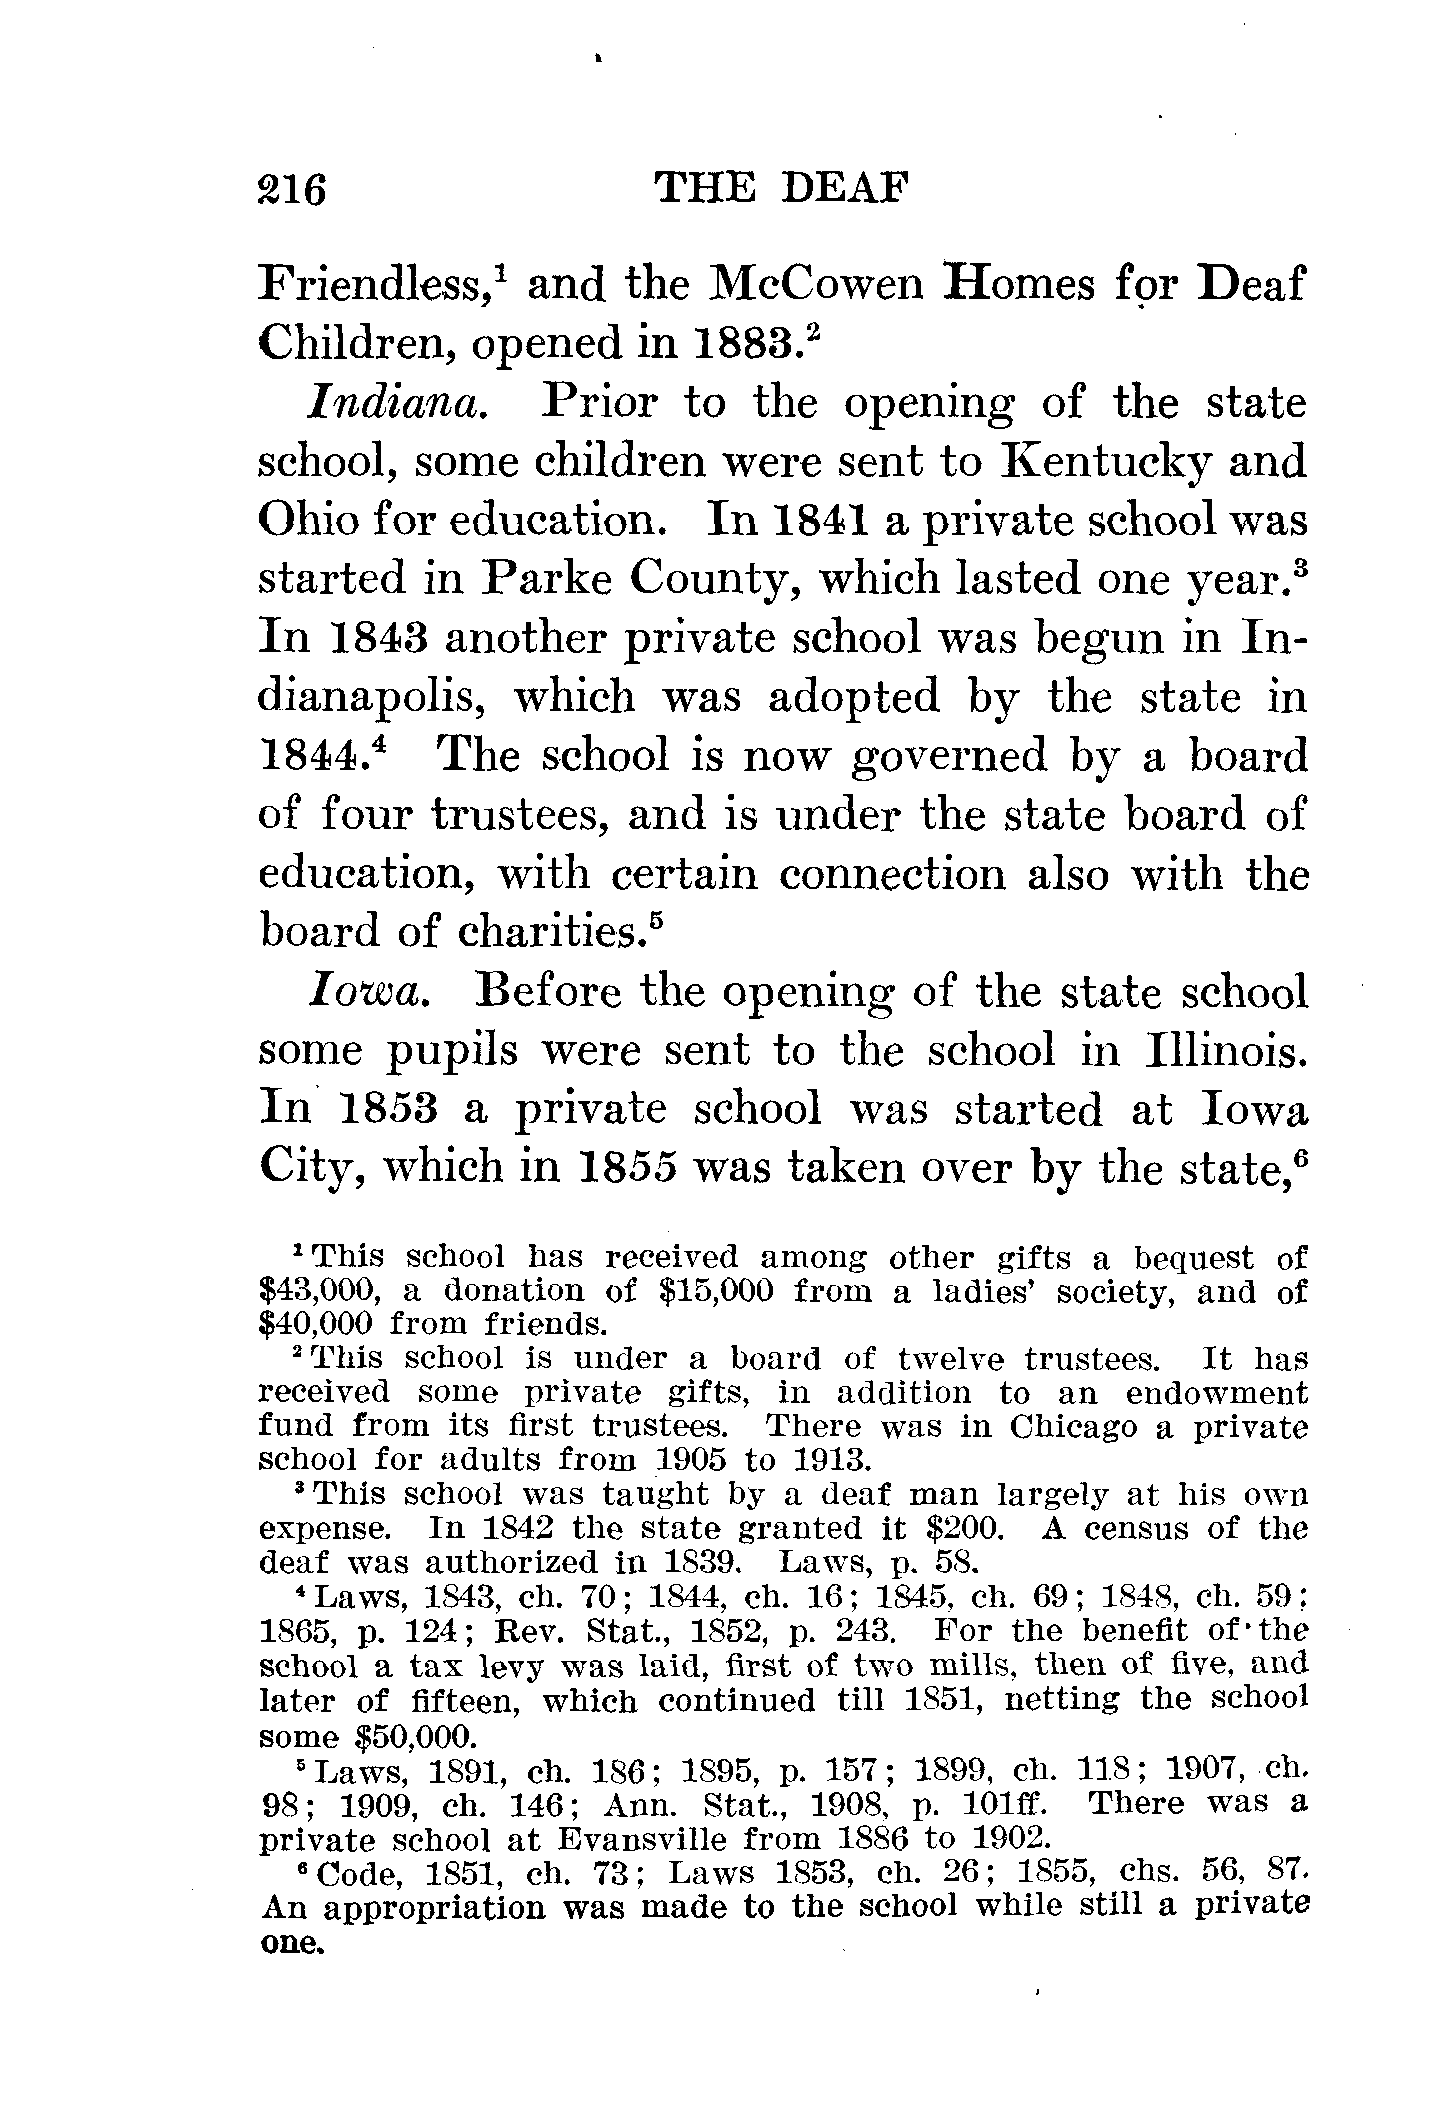 216 THE DEAF
Friendless,¹ and the McCowen Homes for Deaf
Children, opened in 1883.²
Indiana. Prior to the opening of the state
school, some children were sent to Kentucky and
Ohio for education. In 1841 a private school was
started in Parke County, which lasted one year.³
In 1843 another private school was begun in In-
dianapolis, which was adopted by the state in
1844.⁴ The school is now governed by a board
of four trustees, and is under the state board of
education, with certain connection also with the
board of charities.⁵
Iowa. Before the opening of the state school
some pupils were sent to the school in Illinois.
In 1853 a private school was started at Iowa
City, which in 1855 was taken over by the state,⁶
¹ This school has received among other gifts a bequest of
$43,000, a donation of $15,000 from a ladies' society, and of
$40,000 from friends.
² This school is under a board of twelve trustees. It has
received some private gifts, in addition to an endowment
fund from its first trustees. There was in Chicago a private
school for adults from 1905 to 1913.
³ This school was taught by a deaf man largely at his own
expense. In 1842 the state granted it $200. A census of the
deaf was authorized in 1839. Laws, p. 58.
⁴ Laws, 1843, ch. 70; 1844, ch. 16; 1845, ch. 69; 1848, ch. 59;
1865, p. 124; Rev. Stat., 1852, p. 243. For the benefit of the
school a tax levy was laid, first of two mills, then of five, and
later of fifteen, which continued till 1851, netting the school
some $50,000.
⁵ Laws, 1891, ch. 186; 1895, p. 157; 1899, ch. 118; 1907, ch.
98; 1909, ch. 146; Ann. Stat., 1908, p. 101ff. There was a
private school at Evansville from 1886 to 1902.
⁶ Code, 1851, ch. 73; Laws 1853, ch. 26; 1855, chs. 56, 87.
An appropriation was made to the school while still a private
one.